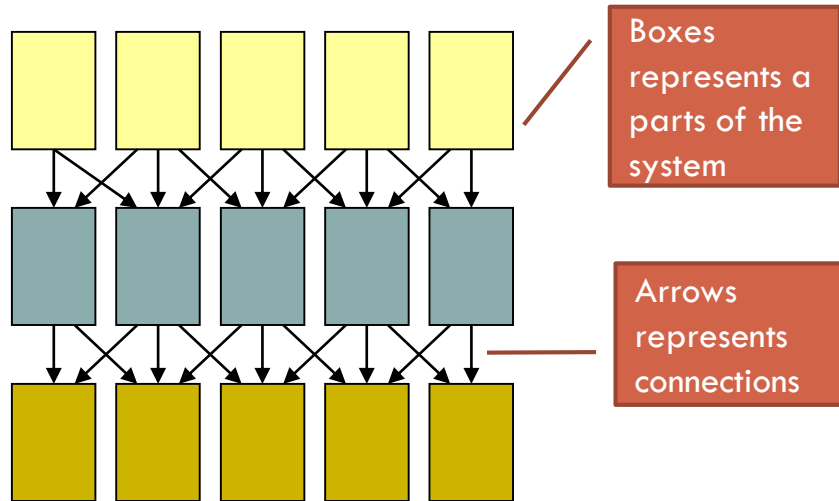 Boxes
represents a
parts of the
system
Arrows
represents
connections